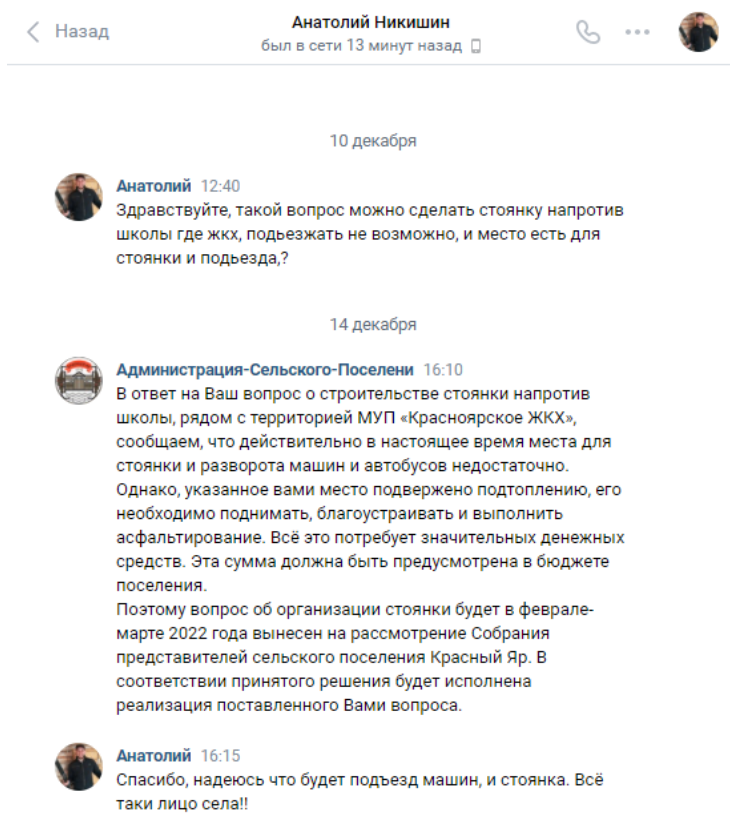 Назад
Анатолий Никишин
был в сети 13 минут назад
10 декабря
Анатолий 12:40
Здравствуйте, такой вопрос можно сделать стоянку напротив
школы где жкх, подьезжать не возможно, и место есть для
стоянки и подьезда,?
14 декабря
Администрация-Сельского-Поселени 16:10
В ответ на Ваш вопрос о строительстве стоянки напротив
школы, рядом с территорией МУП «Красноярское ЖКХ»,
сообщаем, что действительно в настоящее время места для
стоянки и разворота машин и автобусов недостаточно.
Однако, указанное вами место подвержено подтоплению, его
необходимо поднимать, благоустраивать и выполнить
асфальтирование. Всё это потребует значительных денежных
средств. Эта сумма должна быть предусмотрена в бюджете
поселения.
Поэтому вопрос об организации стоянки будет в феврале-
марте 2022 года вынесен на рассмотрение Собрания
представителей сельского поселения Красный Яр. В
соответствии принятого решения будет исполнена
реализация поставленного Вами вопроса.
Анатолий 16:15
Спасибо, надеюсь что будет подъезд машин, и стоянка. Всё
таки лицо села!!